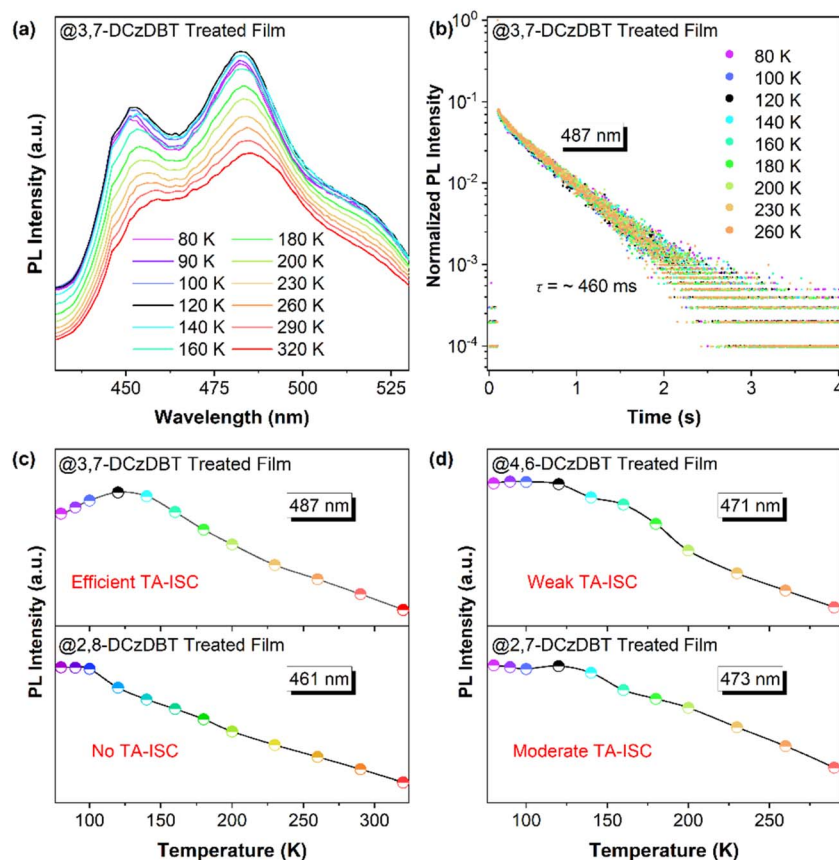 (a)
@3,7-DCzDBT Treated Film
PL Intensity (a.u.)
80 K
90 K
100 K
120 K
140 K
160 K
180 K
200 K
230 K
260 K
290 K
320 K
450
475
500
525
Wavelength (nm)
(b)
@3,7-DCzDBT Treated Film
Normalized PL Intensity
10^0
10^-1
10^-2
10^-3
10^-4
487 nm
τ = ~ 460 ms
80 K
100 K
120 K
140 K
160 K
180 K
200 K
230 K
260 K
0
1
2
3
4
Time (s)
(c)
@3,7-DCzDBT Treated Film
487 nm
Efficient TA-ISC
PL Intensity (a.u.)
@2,8-DCzDBT Treated Film
461 nm
No TA-ISC
100
150
200
250
300
Temperature (K)
(d)
@4,6-DCzDBT Treated Film
471 nm
Weak TA-ISC
PL Intensity (a.u.)
@2,7-DCzDBT Treated Film
473 nm
Moderate TA-ISC
100
150
200
250
Temperature (K)